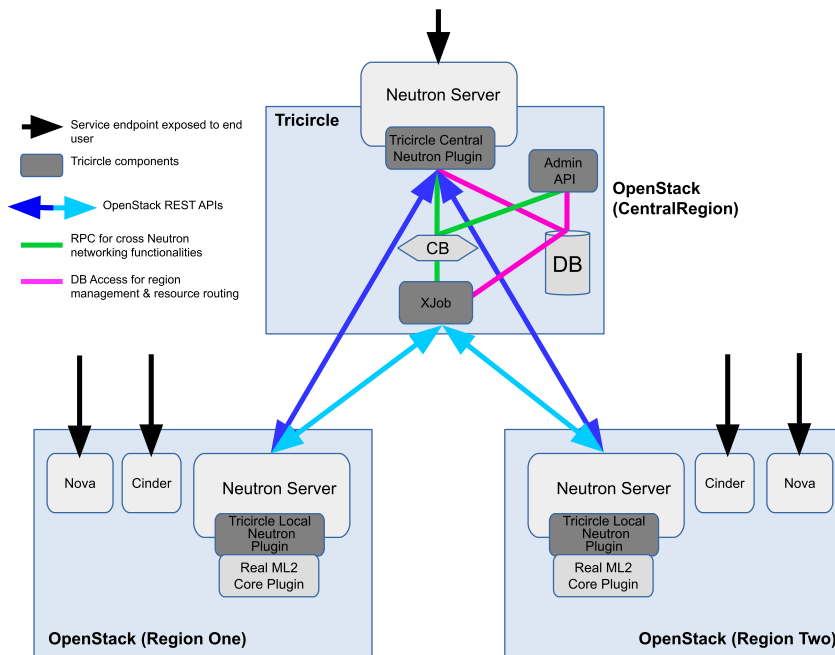 Neutron Server
Tricircle
Tricircle Central
Neutron Plugin
Admin
API
OpenStack
(CentralRegion)
Service endpoint exposed to end
user
Tricircle components
OpenStack REST APIs
RPC for cross Neutron
networking functionalities
DB Access for region
management & resource routing
CB
DB
XJob
Nova
Cinder
Neutron Server
Tricircle Local
Neutron
Plugin
Real ML2
Core Plugin
OpenStack (Region One)
Neutron Server
Tricircle Local
Neutron
Plugin
Real ML2
Core Plugin
Cinder
Nova
OpenStack (Region Two)